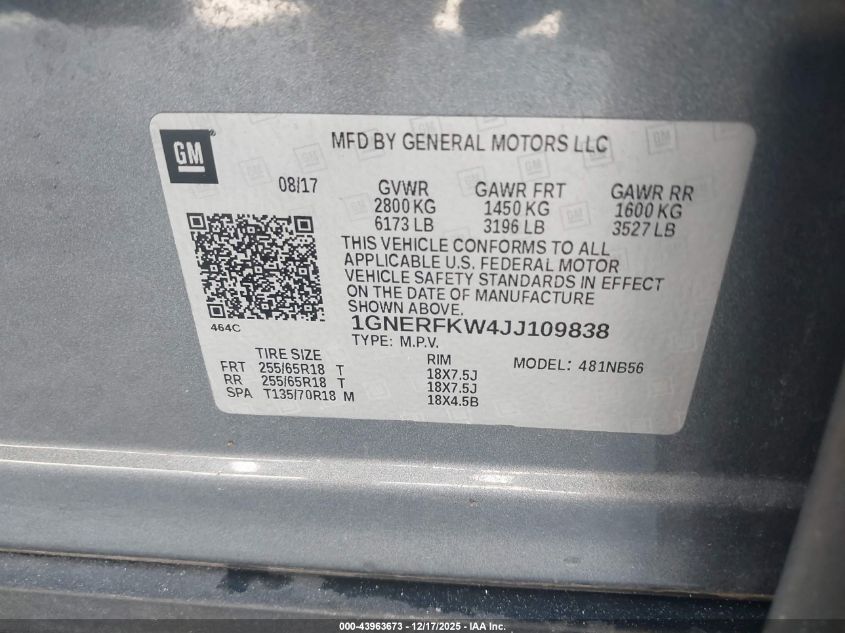 GM
MFD BY GENERAL MOTORS LLC
08/17
GVWR GAWR FRT GAWR RR
2800 KG 1450 KG 1600 KG
6173 LB 3196 LB 3527 LB
THIS VEHICLE CONFORMS TO ALL
APPLICABLE U.S. FEDERAL MOTOR
VEHICLE SAFETY STANDARDS IN EFFECT
ON THE DATE OF MANUFACTURE
SHOWN ABOVE.
464C
1GNERFKW4JJ109838
TYPE: M.P.V.
TIRE SIZE RIM MODEL: 481NB56
FRT 255/65R18 T 18X7.5J
RR 255/65R18 T 18X7.5J
SPA T135/70R18 M 18X4.5B
000-43963673 - 12/17/2025 - IAA Inc.